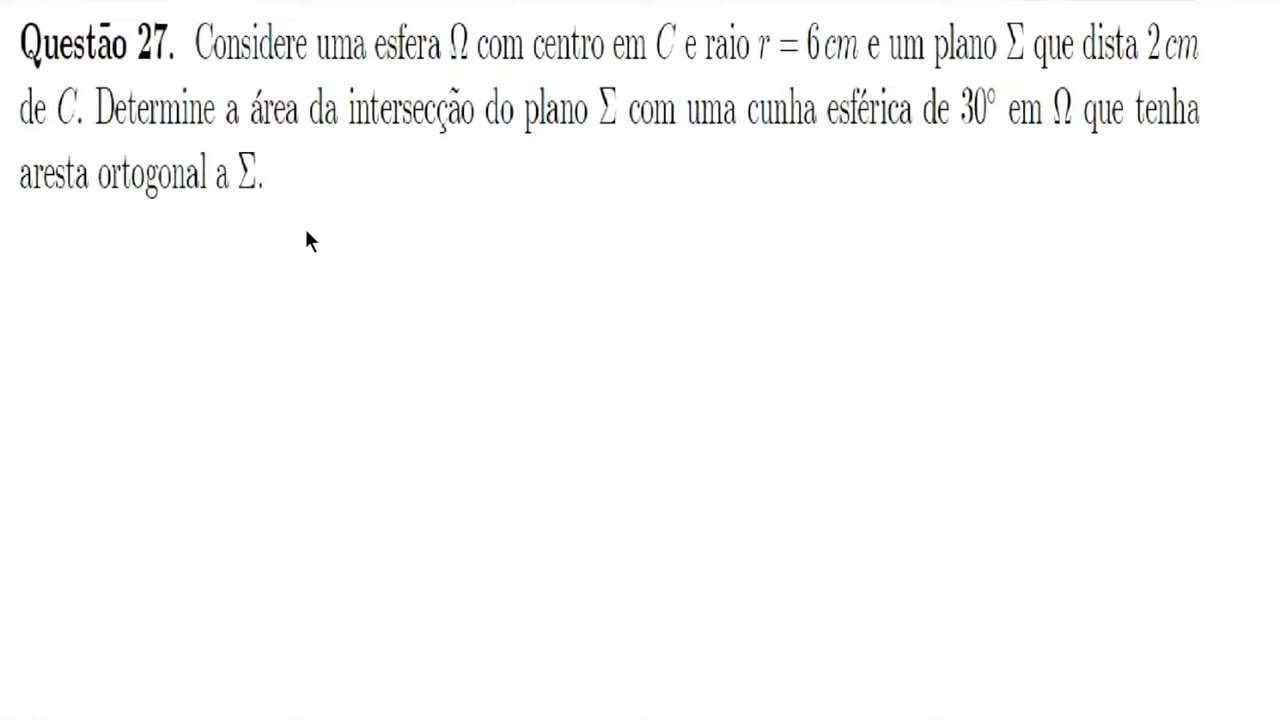 Questão 27. Considere uma esfera Ω com centro em C e raio r = 6 cm e um plano Σ que dista 2 cm
de C. Determine a área da intersecção do plano Σ com uma cunha esférica de 30° em Ω que tenha
aresta ortogonal a Σ.